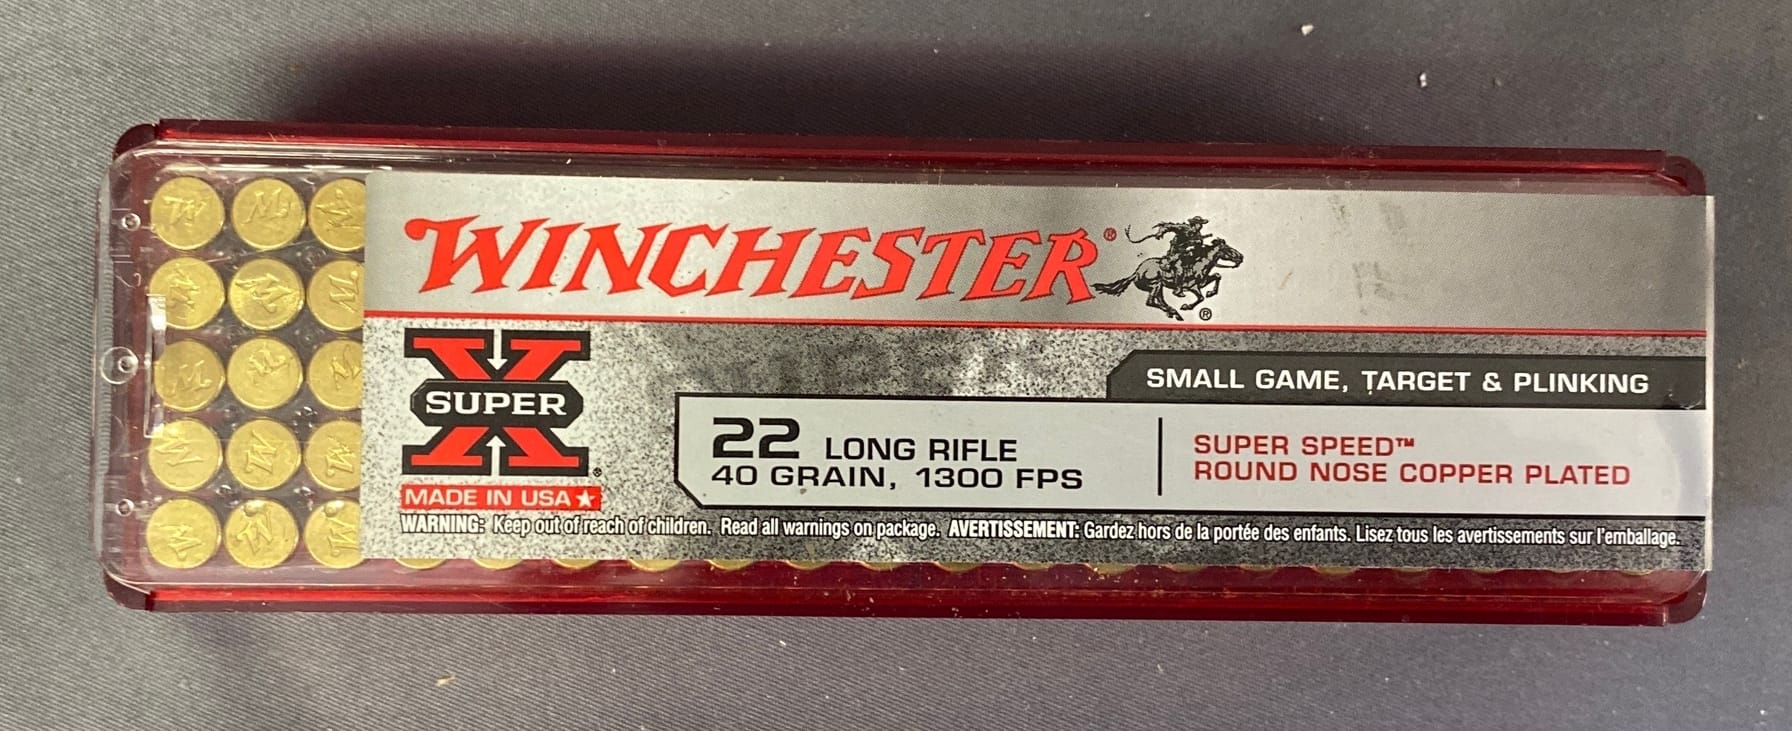 WINCHESTER®
®
X
SUPER
®
MADE IN USA★
SMALL GAME, TARGET & PLINKING
22 LONG RIFLE
40 GRAIN, 1300 FPS
SUPER SPEED™
ROUND NOSE COPPER PLATED
WARNING: Keep out of reach of children. Read all warnings on package. AVERTISSEMENT: Gardez hors de la portée des enfants. Lisez tous les avertissements sur l'emballage.